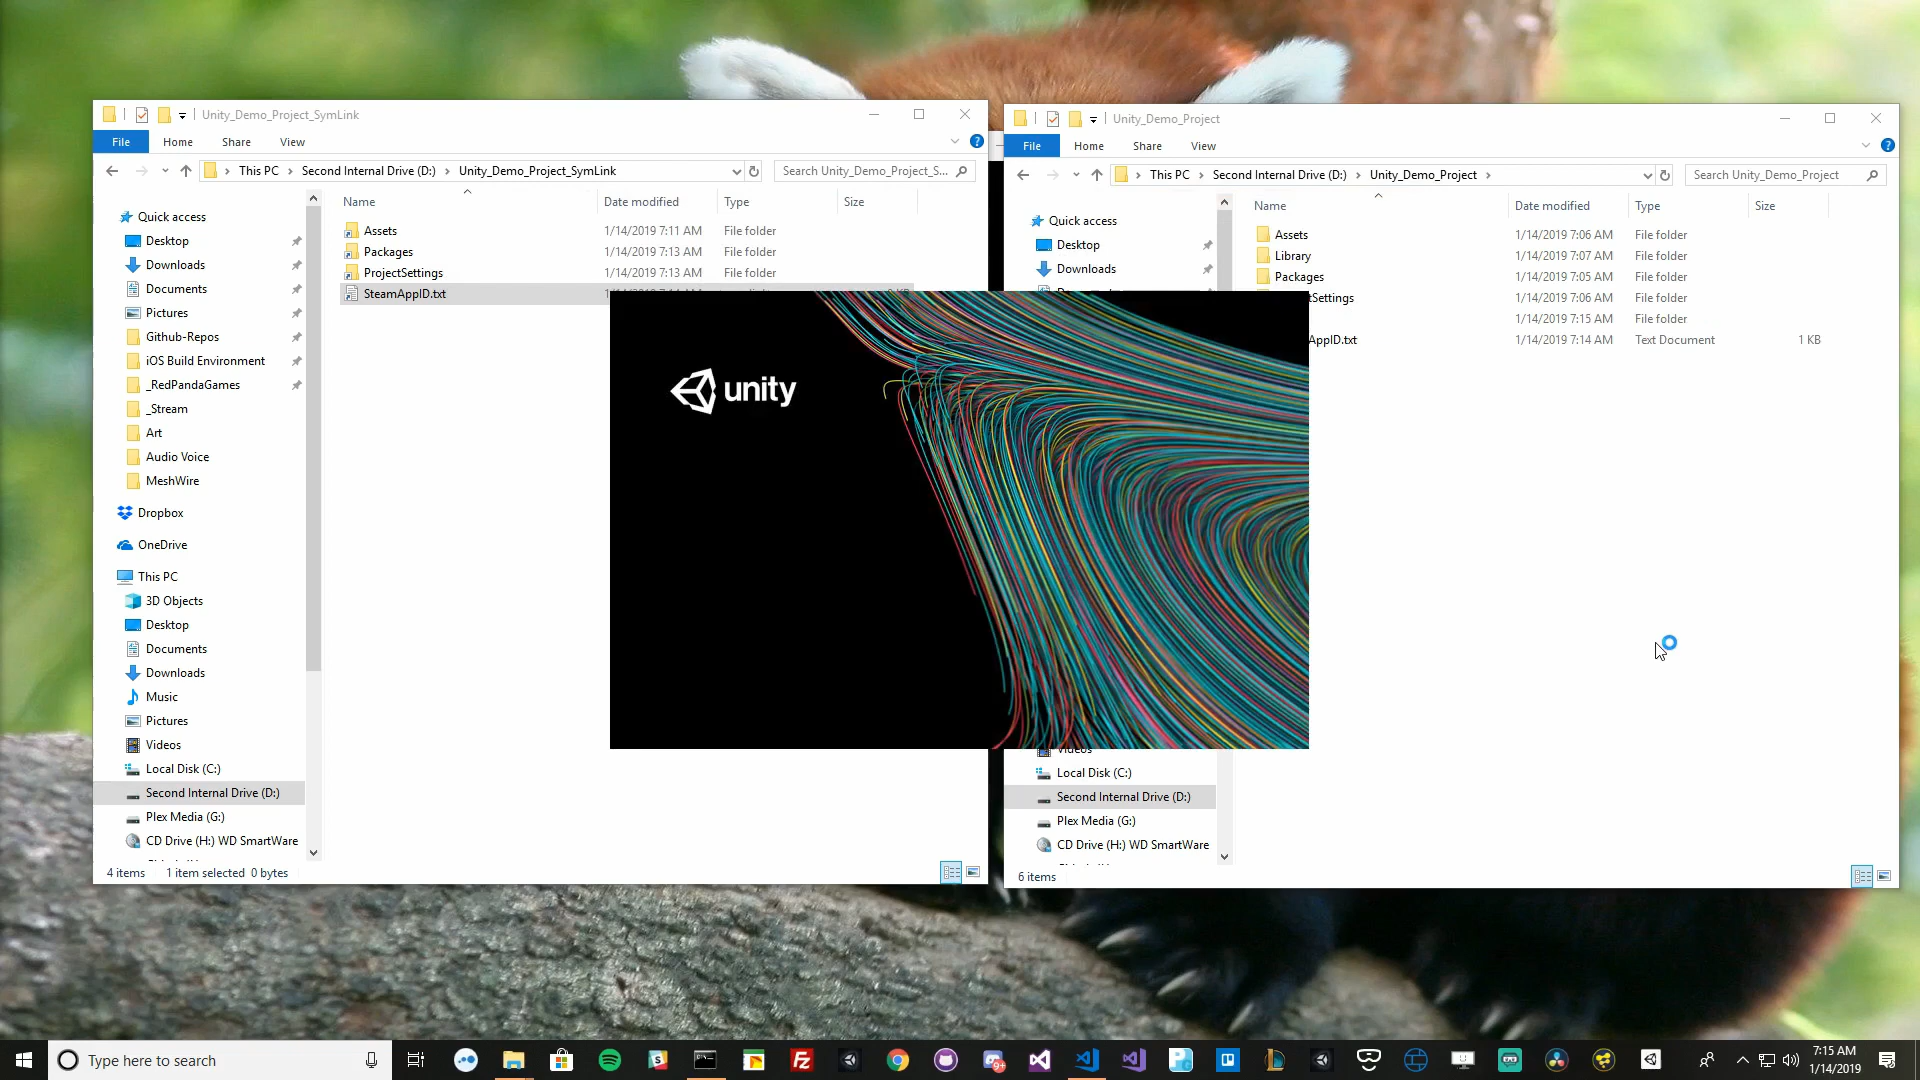 Unity_Demo_Project_SymLink
File
Home
Share
View
This PC
Second Internal Drive (D:)
Unity_Demo_Project_SymLink
Search Unity_Demo_Project_S...
Name
Date modified
Type
Size
Quick access
Desktop
Downloads
Documents
Pictures
Github-Repos
iOS Build Environment
_RedPandaGames
_Stream
Art
Audio Voice
MeshWire
Dropbox
OneDrive
This PC
3D Objects
Desktop
Documents
Downloads
Music
Pictures
Videos
Local Disk (C:)
Second Internal Drive (D:)
Plex Media (G:)
CD Drive (H:) WD SmartWare
Assets 1/14/2019 7:11 AM File folder
Packages 1/14/2019 7:13 AM File folder
ProjectSettings 1/14/2019 7:13 AM File folder
SteamAppID.txt
4 items 1 item selected 0 bytes
unity
Unity_Demo_Project
File
Home
Share
View
This PC
Second Internal Drive (D:)
Unity_Demo_Project
Search Unity_Demo_Project
Name
Date modified
Type
Size
Quick access
Desktop
Downloads
Videos
Local Disk (C:)
Second Internal Drive (D:)
Plex Media (G:)
CD Drive (H:) WD SmartWare
Assets 1/14/2019 7:06 AM File folder
Library 1/14/2019 7:07 AM File folder
Packages 1/14/2019 7:05 AM File folder
tSettings 1/14/2019 7:06 AM File folder
1/14/2019 7:15 AM File folder
AppID.txt 1/14/2019 7:14 AM Text Document 1 KB
6 items
Type here to search
7:15 AM
1/14/2019